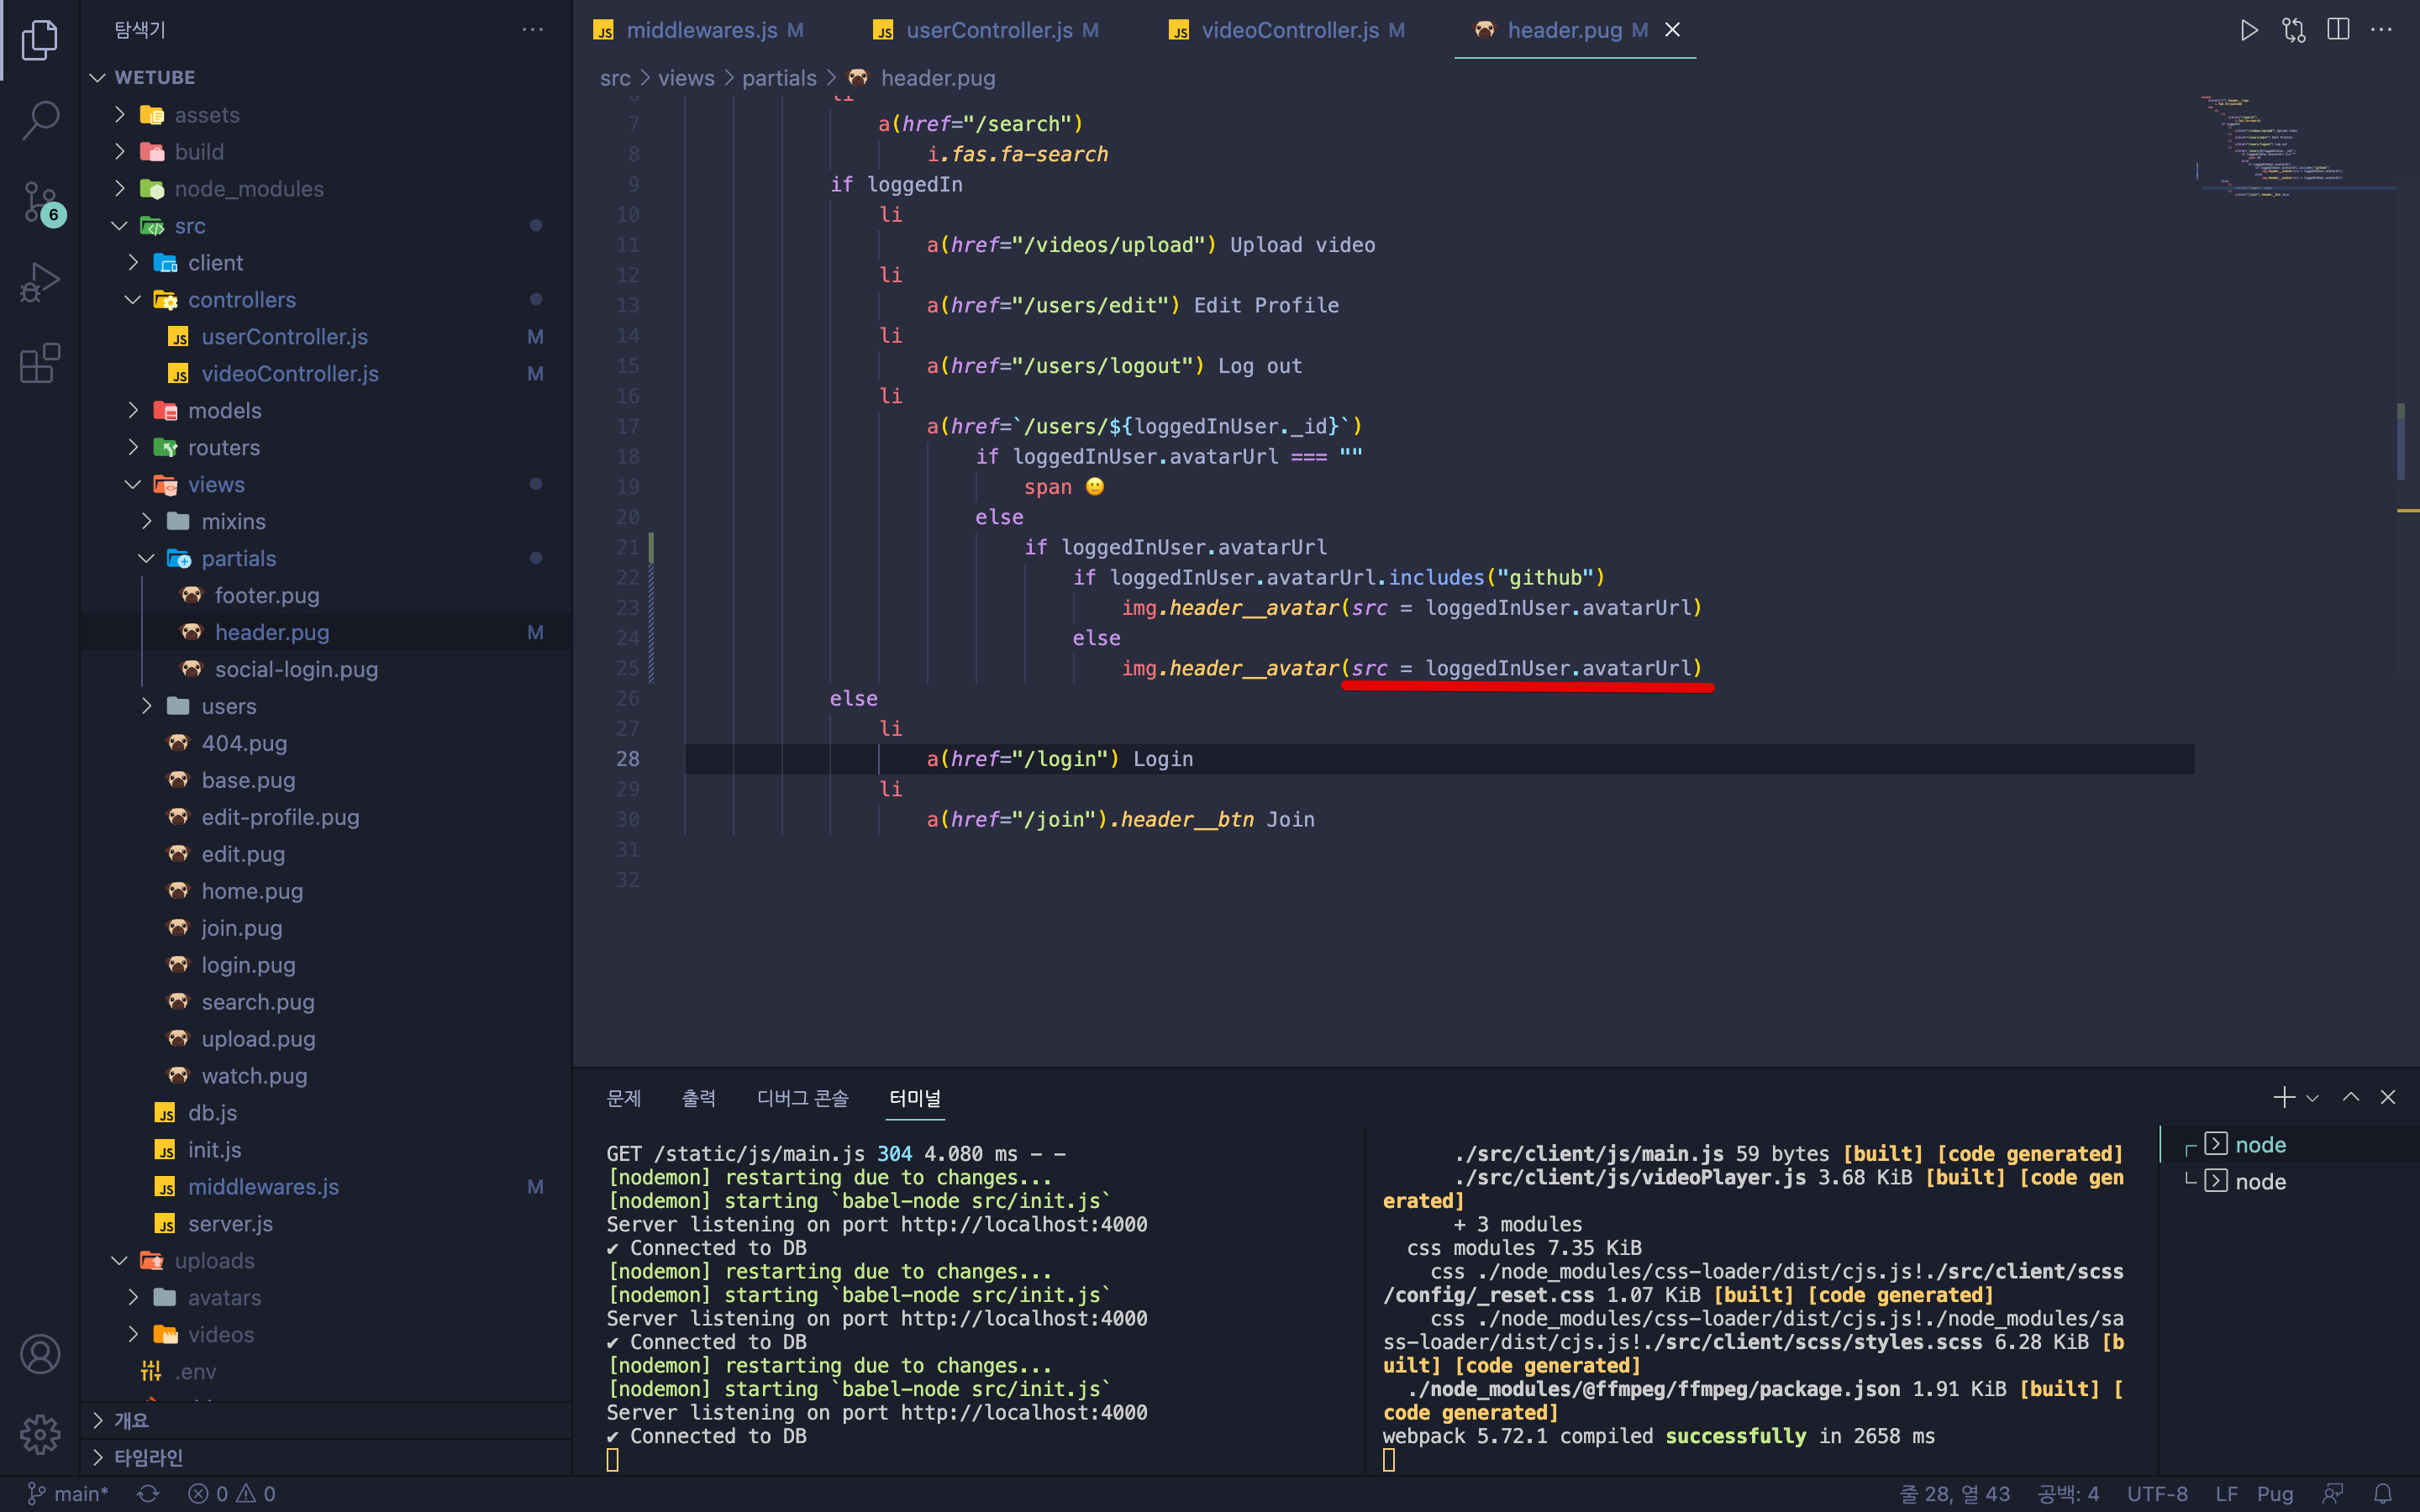 탐색기
WETUBE
assets
build
node_modules
src
client
controllers
userController.js M
videoController.js M
models
routers
views
mixins
partials
footer.pug
header.pug M
social-login.pug
users
404.pug
base.pug
edit-profile.pug
edit.pug
home.pug
join.pug
login.pug
search.pug
upload.pug
watch.pug
db.js
init.js
middlewares.js M
server.js
uploads
avatars
videos
.env
개요
타임라인
6
middlewares.js M userController.js M videoController.js M header.pug M
src > views > partials > header.pug
6 li
7 a(href="/search")
8 i.fas.fa-search
9 if loggedIn
10 li
11 a(href="/videos/upload") Upload video
12 li
13 a(href="/users/edit") Edit Profile
14 li
15 a(href="/users/logout") Log out
16 li
17 a(href=`/users/${loggedInUser._id}`)
18 if loggedInUser.avatarUrl === ""
19 span 🙂
20 else
21 if loggedInUser.avatarUrl
22 if loggedInUser.avatarUrl.includes("github")
23 img.header__avatar(src = loggedInUser.avatarUrl)
24 else
25 img.header__avatar(src = loggedInUser.avatarUrl)
26 else
27 li
28 a(href="/login") Login
29 li
30 a(href="/join").header__btn Join
31
32
문제 출력 디버그 콘솔 터미널
GET /static/js/main.js 304 4.080 ms - -
[nodemon] restarting due to changes...
[nodemon] starting `babel-node src/init.js`
Server listening on port http://localhost:4000
✔ Connected to DB
[nodemon] restarting due to changes...
[nodemon] starting `babel-node src/init.js`
Server listening on port http://localhost:4000
✔ Connected to DB
[nodemon] restarting due to changes...
[nodemon] starting `babel-node src/init.js`
Server listening on port http://localhost:4000
✔ Connected to DB
./src/client/js/main.js 59 bytes [built] [code generated]
./src/client/js/videoPlayer.js 3.68 KiB [built] [code gen
erated]
+ 3 modules
css modules 7.35 KiB
css ./node_modules/css-loader/dist/cjs.js!./src/client/scss
/config/_reset.css 1.07 KiB [built] [code generated]
css ./node_modules/css-loader/dist/cjs.js!./node_modules/sa
ss-loader/dist/cjs.js!./src/client/scss/styles.scss 6.28 KiB [b
uilt] [code generated]
./node_modules/@ffmpeg/ffmpeg/package.json 1.91 KiB [built] [
code generated]
webpack 5.72.1 compiled successfully in 2658 ms
node
node
main* 0 0
줄 28, 열 43 공백: 4 UTF-8 LF Pug